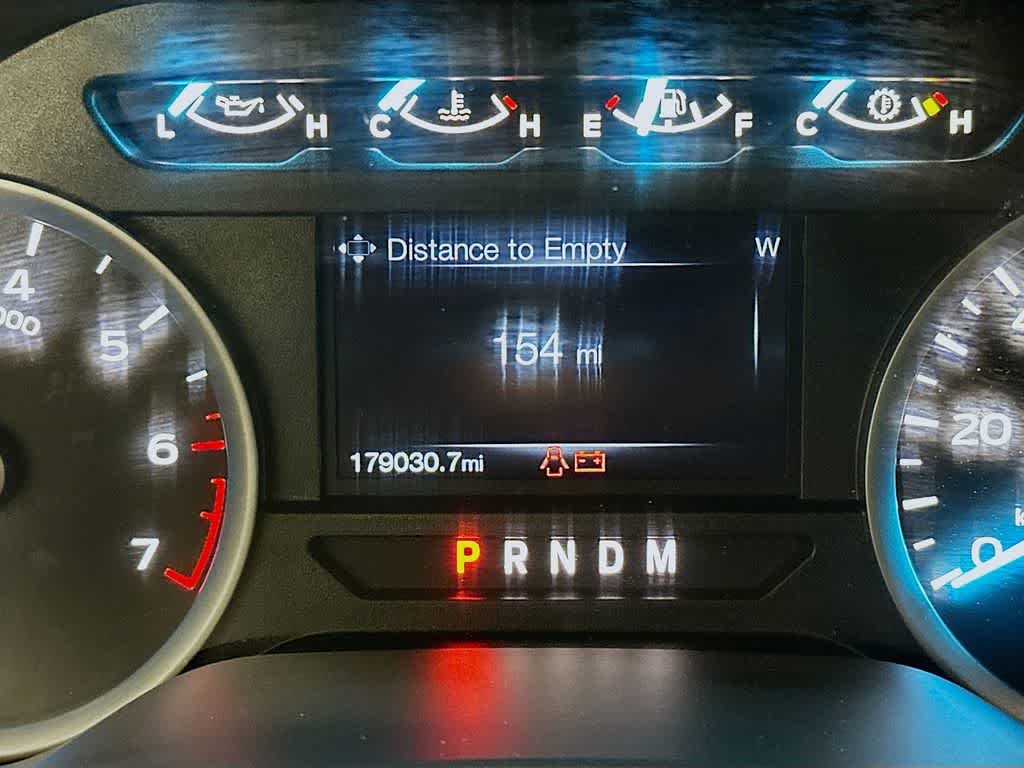 L H C H E F C H
Distance to Empty W
4
5
154 mi
6
20
179030.7mi
7
0
P R N D M